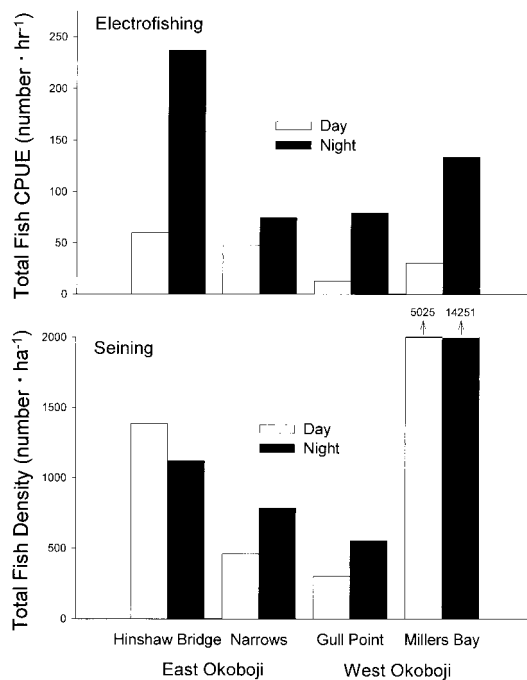 Electrofishing
Total Fish CPUE (number · hr⁻¹)
250
200
150
100
50
0
Day
Night
5025 14251
Seining
Total Fish Density (number · ha⁻¹)
2000
1500
1000
500
0
Day
Night
Hinshaw Bridge Narrows Gull Point Millers Bay
East Okoboji West Okoboji